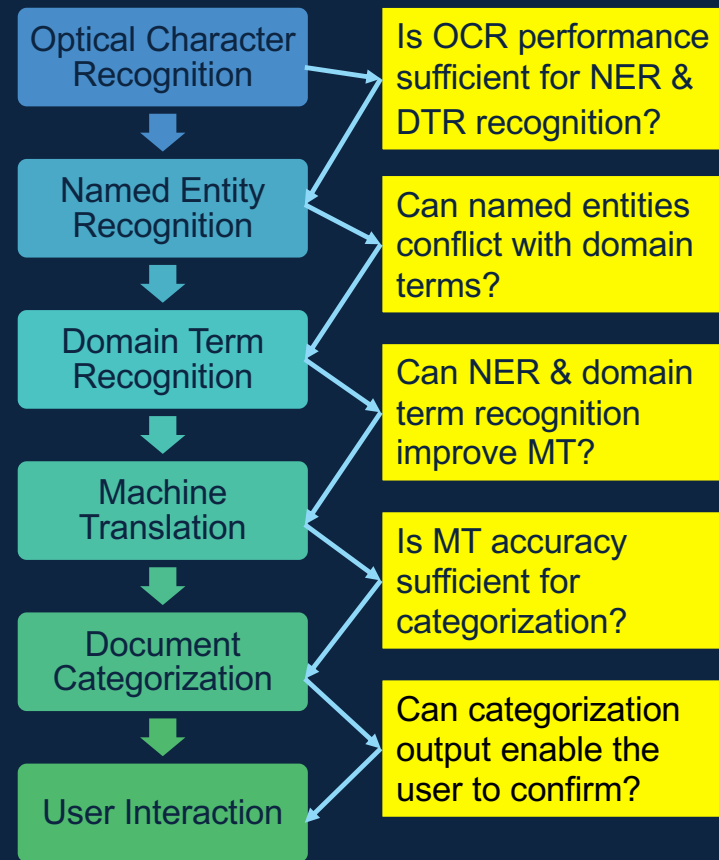 Optical Character
Recognition
Is OCR performance
sufficient for NER &
DTR recognition?
Named Entity
Recognition
Can named entities
conflict with domain
terms?
Domain Term
Recognition
Can NER & domain
term recognition
improve MT?
Machine
Translation
Is MT accuracy
sufficient for
categorization?
Document
Categorization
Can categorization
output enable the
user to confirm?
User Interaction